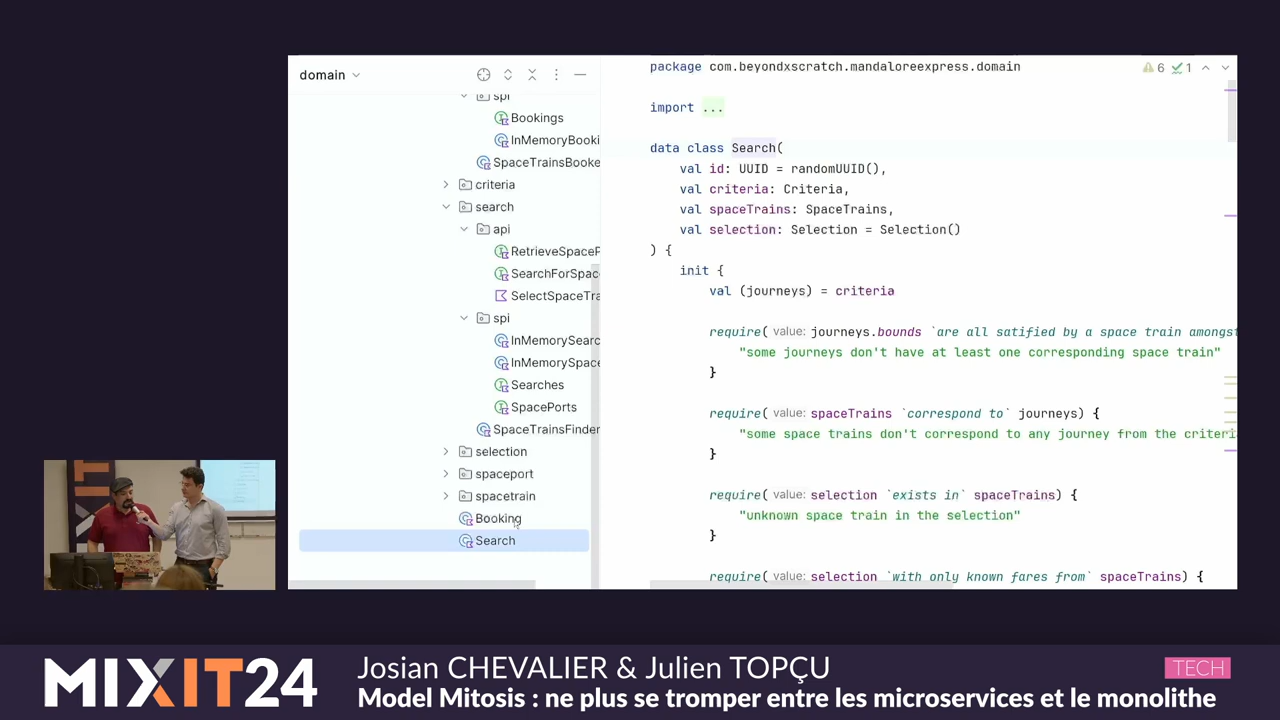 domain
spi
Bookings
InMemoryBooki
SpaceTrainsBooke
criteria
search
api
RetrieveSpaceP
SearchForSpac
SelectSpaceTra
spi
InMemorySearc
InMemorySpace
Searches
SpacePorts
SpaceTrainsFinder
selection
spaceport
spacetrain
Booking
Search
package com.beyondxscratch.mandaloreexpress.domain
6 1
import ...
data class Search(
val id: UUID = randomUUID(),
val criteria: Criteria,
val spaceTrains: SpaceTrains,
val selection: Selection = Selection()
) {
init {
val (journeys) = criteria
require( value: journeys.bounds `are all satified by a space train amongst
"some journeys don't have at least one corresponding space train"
}
require( value: spaceTrains `correspond to` journeys) {
"some space trains don't correspond to any journey from the criteri
}
require( value: selection `exists in` spaceTrains) {
"unknown space train in the selection"
}
require( value: selection `with only known fares from` spaceTrains) {
MIXIT24
Josian CHEVALIER & Julien TOPÇU
TECH
Model Mitosis : ne plus se tromper entre les microservices et le monolithe